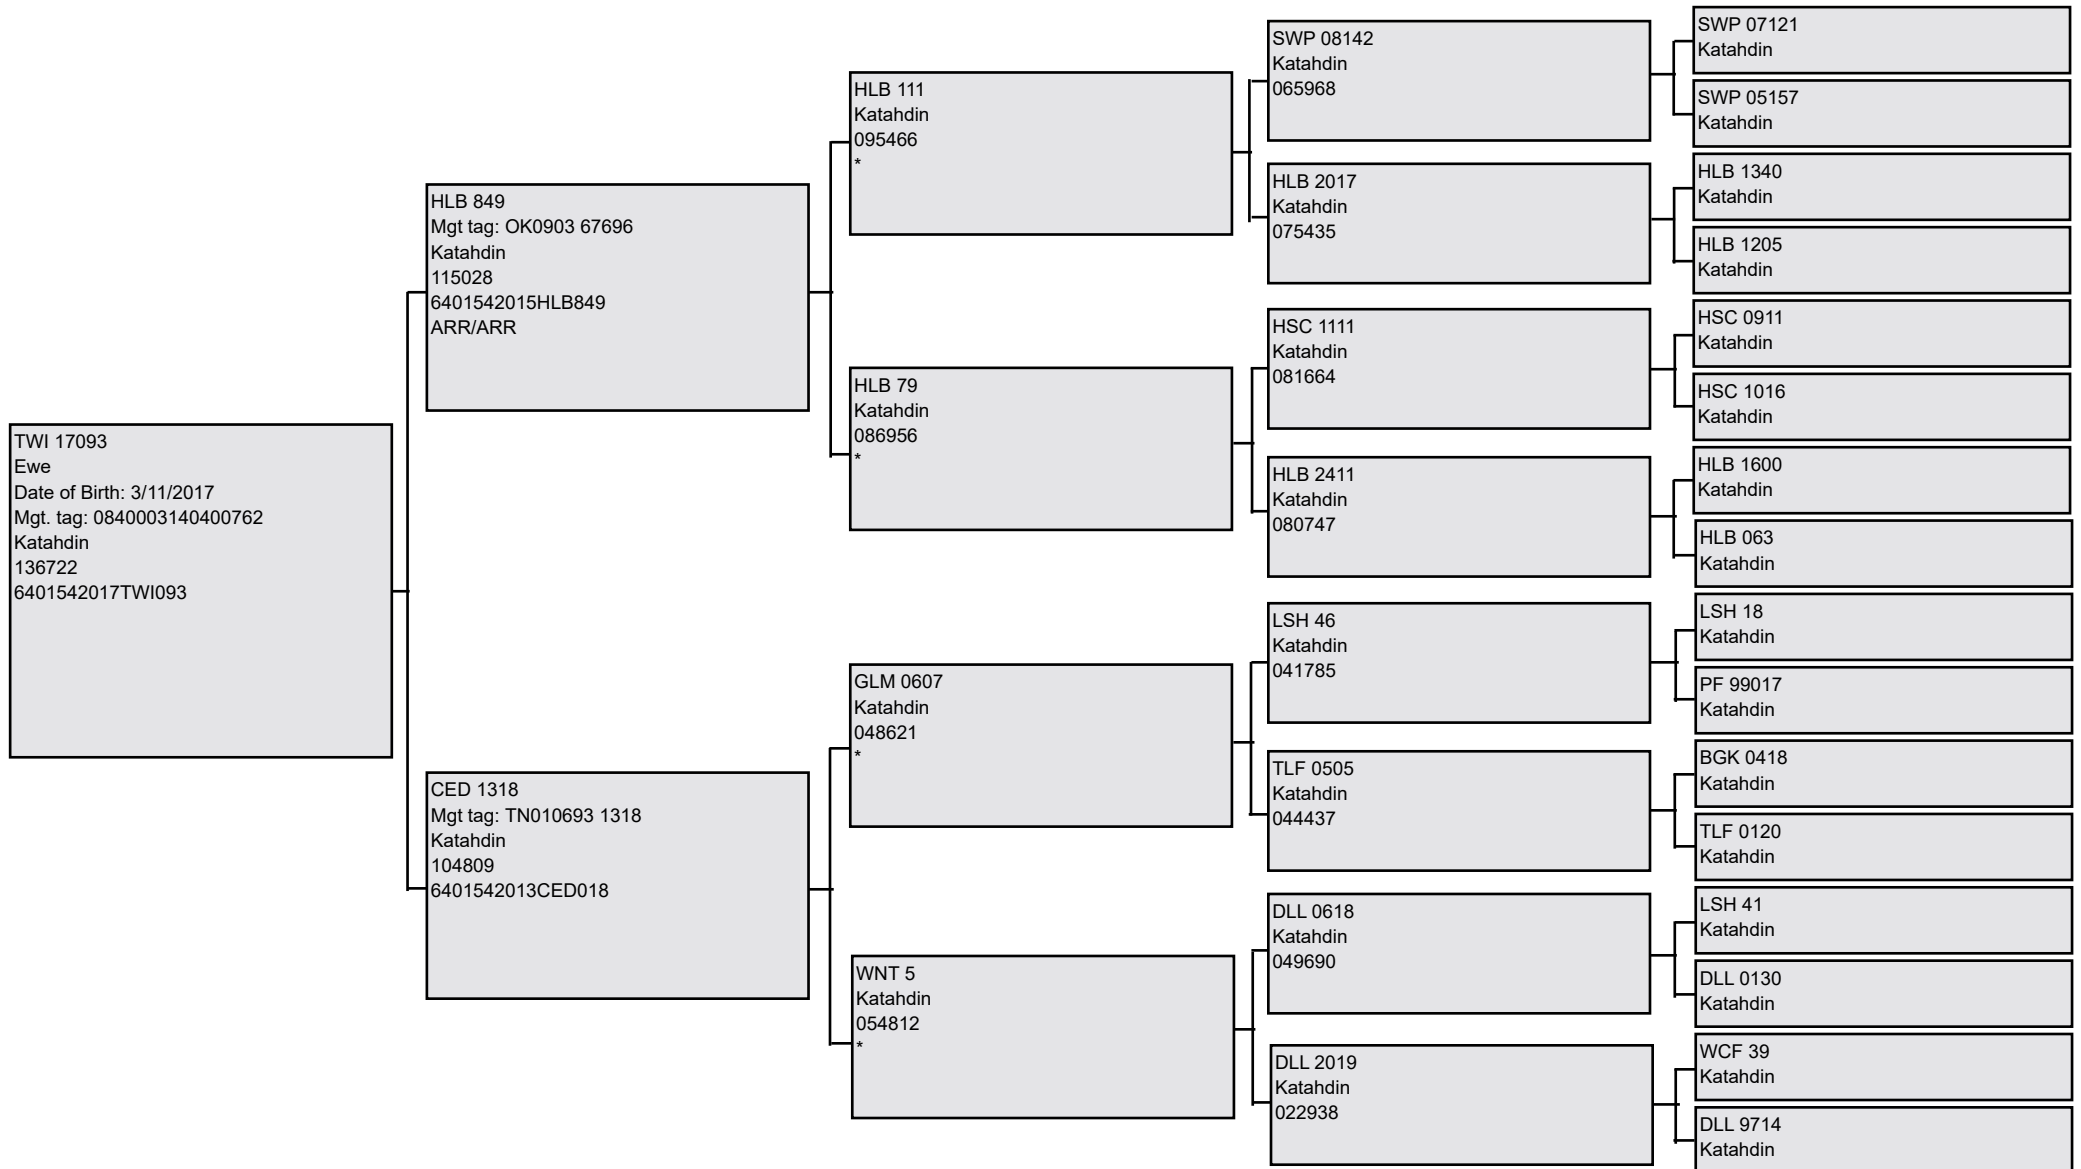 TWI 17093
Ewe
Date of Birth: 3/11/2017
Mgt. tag: 0840003140400762
Katahdin
136722
6401542017TWI093
HLB 849
Mgt tag: OK0903 67696
Katahdin
115028
6401542015HLB849
ARR/ARR
CED 1318
Mgt tag: TN010693 1318
Katahdin
104809
6401542013CED018
HLB 111
Katahdin
095466
*
HLB 79
Katahdin
086956
*
GLM 0607
Katahdin
048621
*
WNT 5
Katahdin
054812
*
SWP 08142
Katahdin
065968
HLB 2017
Katahdin
075435
HSC 1111
Katahdin
081664
HLB 2411
Katahdin
080747
LSH 46
Katahdin
041785
TLF 0505
Katahdin
044437
DLL 0618
Katahdin
049690
DLL 2019
Katahdin
022938
SWP 07121
Katahdin
SWP 05157
Katahdin
HLB 1340
Katahdin
HLB 1205
Katahdin
HSC 0911
Katahdin
HSC 1016
Katahdin
HLB 1600
Katahdin
HLB 063
Katahdin
LSH 18
Katahdin
PF 99017
Katahdin
BGK 0418
Katahdin
TLF 0120
Katahdin
LSH 41
Katahdin
DLL 0130
Katahdin
WCF 39
Katahdin
DLL 9714
Katahdin